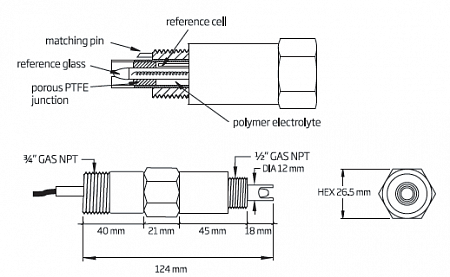 reference cell
matching pin
reference glass
porous PTFE
junction
polymer electrolyte
¾" GAS NPT
½" GAS NPT
DIA 12 mm
HEX 26.5 mm
40 mm
21 mm
45 mm
18 mm
124 mm